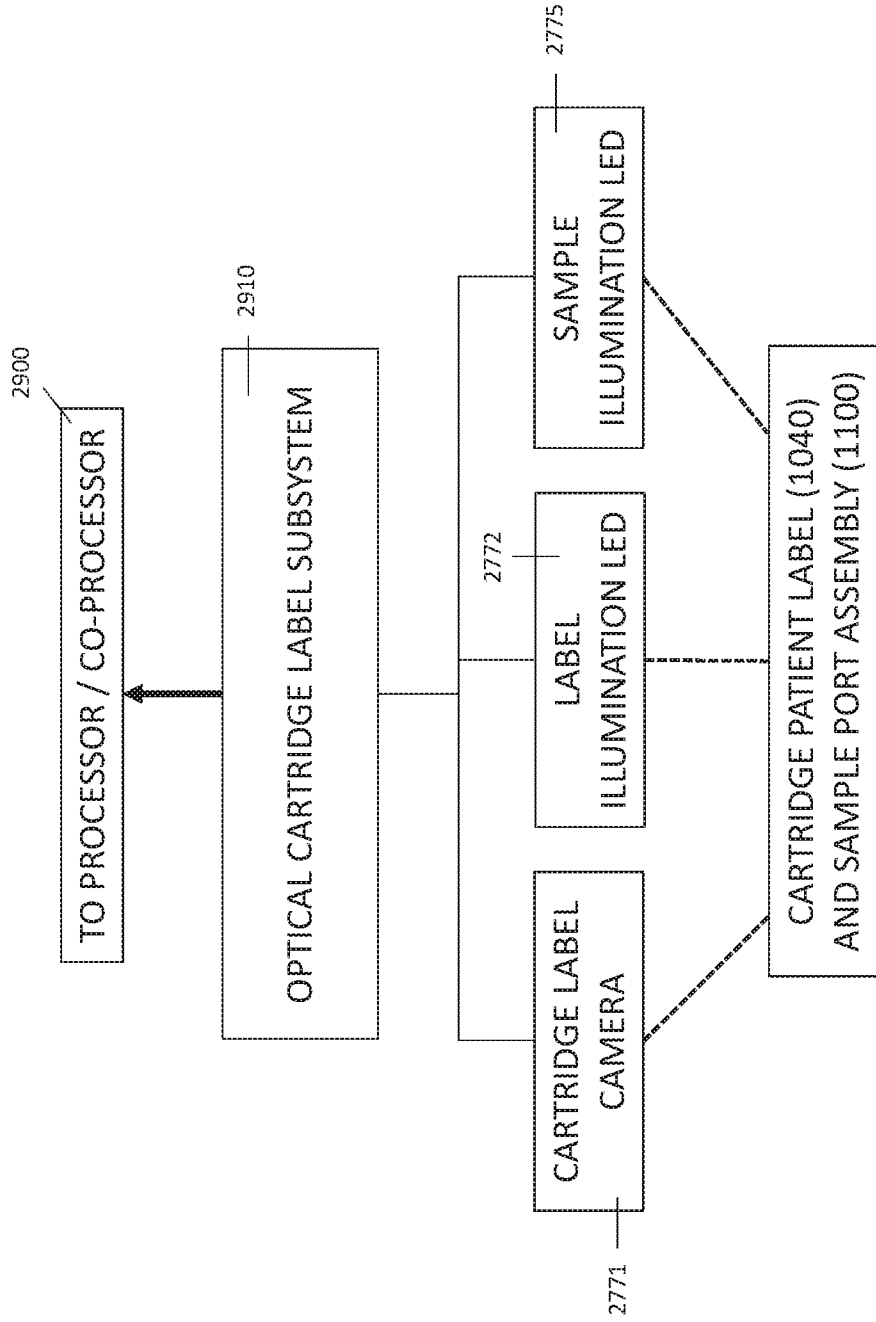 2900
TO PROCESSOR / CO-PROCESSOR
2910
OPTICAL CARTRIDGE LABEL SUBSYSTEM
2771
CARTRIDGE LABEL
CAMERA
2772
LABEL
ILLUMINATION LED
2775
SAMPLE
ILLUMINATION LED
CARTRIDGE PATIENT LABEL (1040)
AND SAMPLE PORT ASSEMBLY (1100)